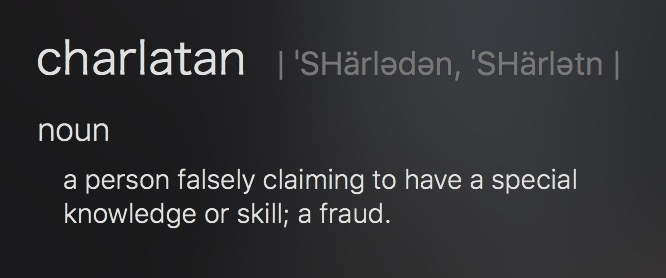 charlatan | ˈSHärlədən, ˈSHärlətn |
noun
a person falsely claiming to have a special
knowledge or skill; a fraud.